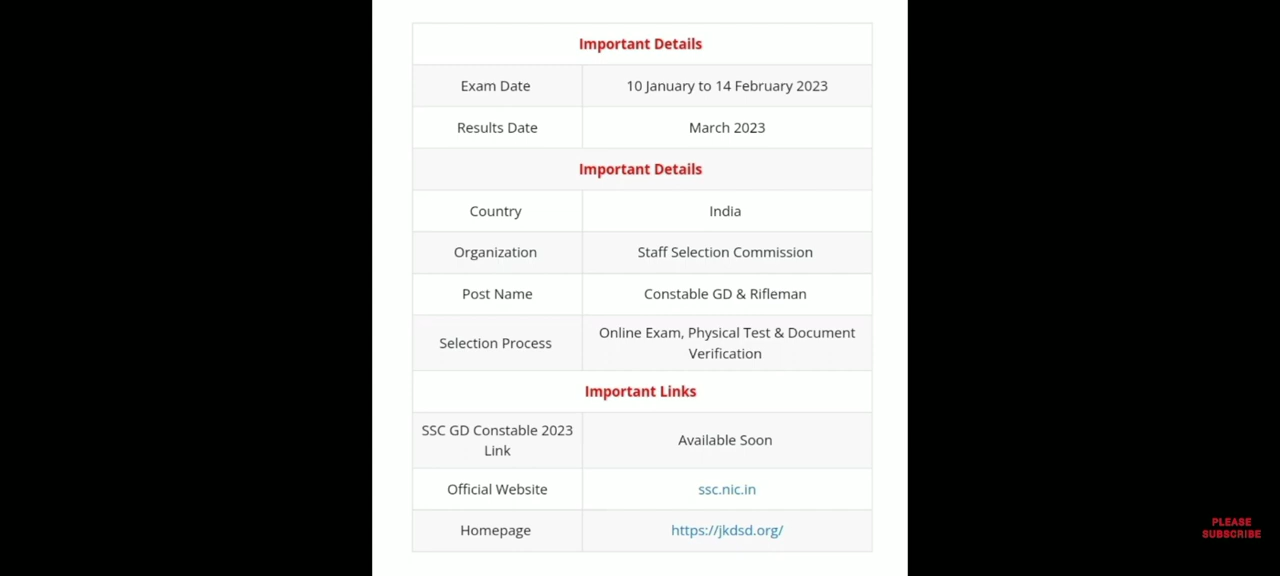 Important Details
Exam Date
10 January to 14 February 2023
Results Date
March 2023
Important Details
Country
India
Organization
Staff Selection Commission
Post Name
Constable GD & Rifleman
Selection Process
Online Exam, Physical Test & Document
Verification
Important Links
SSC GD Constable 2023
Link
Available Soon
Official Website
ssc.nic.in
Homepage
https://jkdsd.org/
PLEASE
SUBSCRIBE